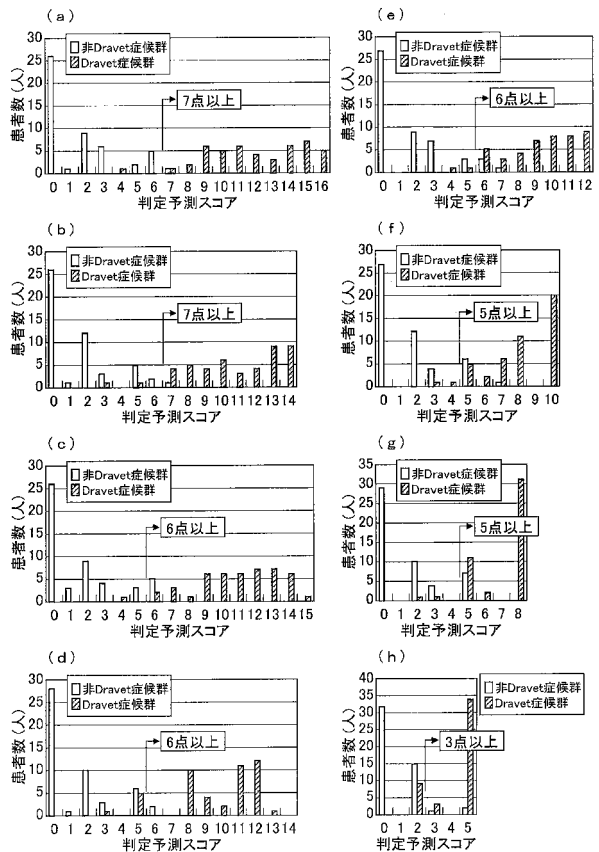 (a)
患者数(人)
30
25
20
15
10
5
0
非Dravet症候群
Dravet症候群
7点以上
0 1 2 3 4 5 6 7 8 9 10 11 12 13 14 15 16
判定予測スコア
(b)
患者数(人)
30
25
20
15
10
5
0
非Dravet症候群
Dravet症候群
7点以上
0 1 2 3 4 5 6 7 8 9 10 11 12 13 14
判定予測スコア
(c)
患者数(人)
30
25
20
15
10
5
0
非Dravet症候群
Dravet症候群
6点以上
0 1 2 3 4 5 6 7 8 9 10 11 12 13 14 15
判定予測スコア
(d)
患者数(人)
30
25
20
15
10
5
0
非Dravet症候群
Dravet症候群
6点以上
0 1 2 3 4 5 6 7 8 9 10 11 12 13 14
判定予測スコア
(e)
患者数(人)
30
25
20
15
10
5
0
非Dravet症候群
Dravet症候群
6点以上
0 1 2 3 4 5 6 7 8 9 10 11 12
判定予測スコア
(f)
患者数(人)
30
25
20
15
10
5
0
非Dravet症候群
Dravet症候群
5点以上
0 1 2 3 4 5 6 7 8 10
判定予測スコア
(g)
患者数(人)
35
30
25
20
15
10
5
0
非Dravet症候群
Dravet症候群
5点以上
0 2 3 5 6 8
判定予測スコア
(h)
患者数(人)
40
35
30
25
20
15
10
5
0
非Dravet症候群
Dravet症候群
3点以上
0 2 3 5
判定予測スコア